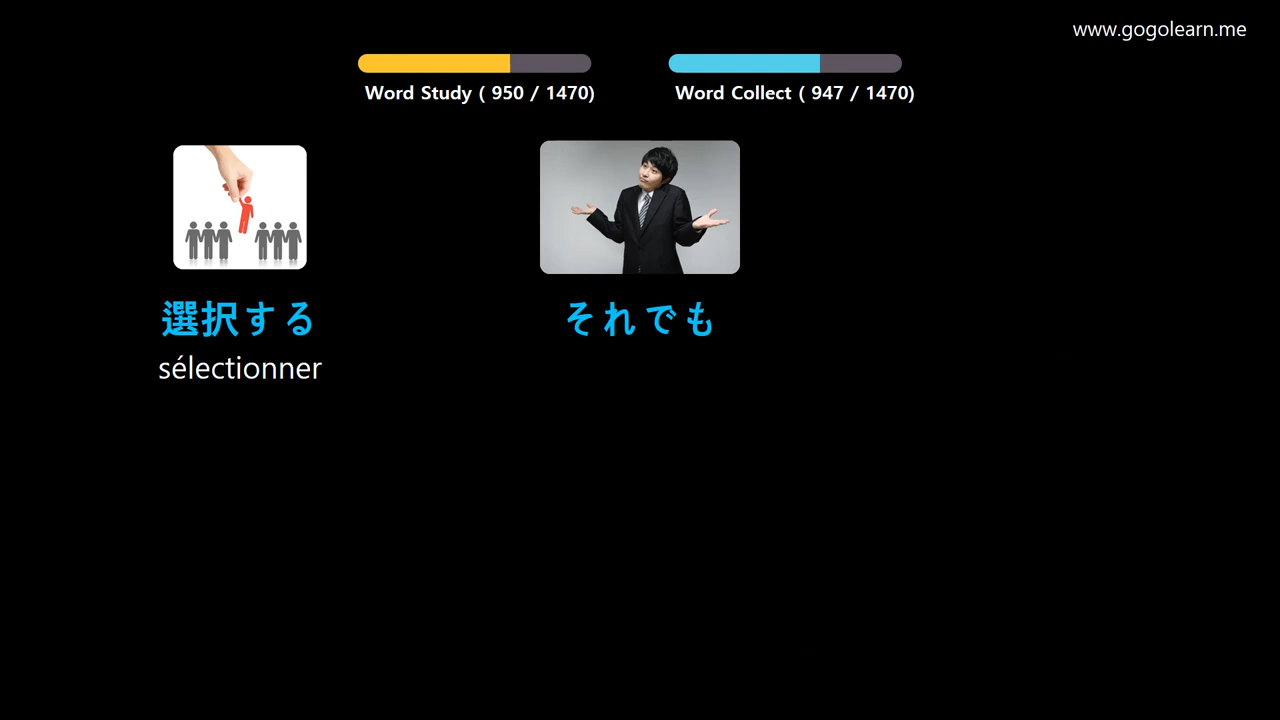 www.gogolearn.me
Word Study ( 950 / 1470)
Word Collect ( 947 / 1470)
選択する
sélectionner
それでも